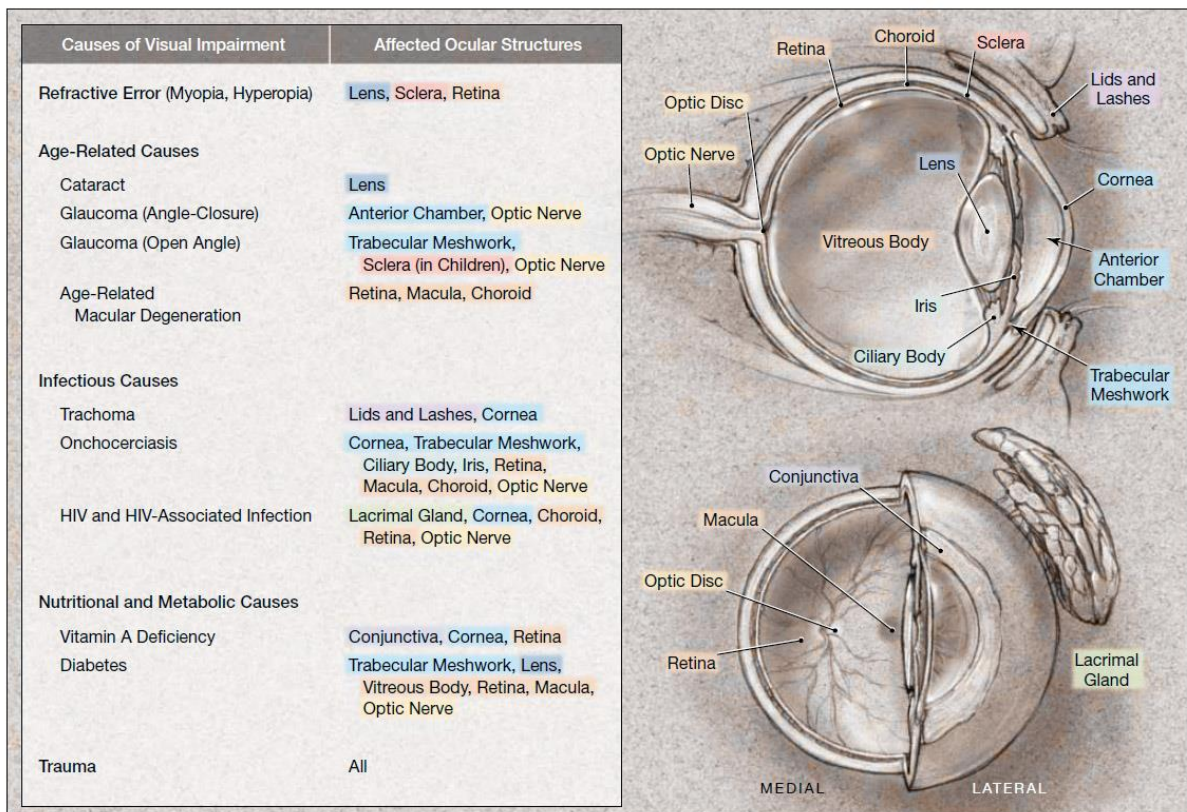 Causes of Visual Impairment
Affected Ocular Structures
Refractive Error (Myopia, Hyperopia)
Lens, Sclera, Retina
Age-Related Causes
Cataract
Lens
Glaucoma (Angle-Closure)
Anterior Chamber, Optic Nerve
Glaucoma (Open Angle)
Trabecular Meshwork,
Sclera (in Children), Optic Nerve
Age-Related
Macular Degeneration
Retina, Macula, Choroid
Infectious Causes
Trachoma
Lids and Lashes, Cornea
Onchocerciasis
Cornea, Trabecular Meshwork,
Ciliary Body, Iris, Retina,
Macula, Choroid, Optic Nerve
HIV and HIV-Associated Infection
Lacrimal Gland, Cornea, Choroid,
Retina, Optic Nerve
Nutritional and Metabolic Causes
Vitamin A Deficiency
Conjunctiva, Cornea, Retina
Diabetes
Trabecular Meshwork, Lens,
Vitreous Body, Retina, Macula,
Optic Nerve
Trauma
All
Retina
Choroid
Sclera
Lids and
Lashes
Optic Disc
Optic Nerve
Lens
Cornea
Vitreous Body
Anterior
Chamber
Iris
Ciliary Body
Trabecular
Meshwork
Conjunctiva
Macula
Optic Disc
Retina
Lacrimal
Gland
MEDIAL
LATERAL